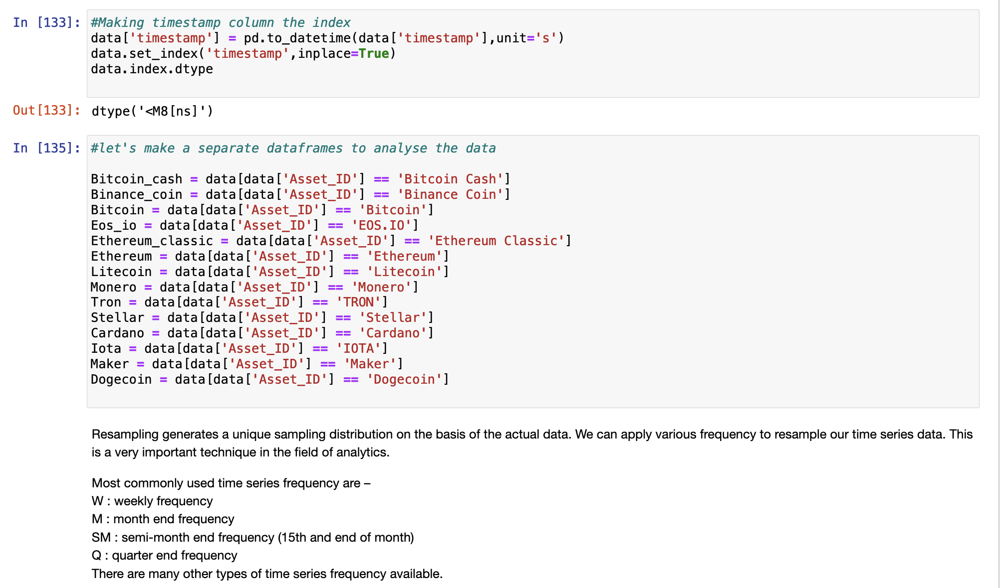 In [133]: #Making timestamp column the index
data['timestamp'] = pd.to_datetime(data['timestamp'],unit='s')
data.set_index('timestamp',inplace=True)
data.index.dtype
Out[133]: dtype('<M8[ns]')
In [135]: #let's make a separate dataframes to analyse the data
Bitcoin_cash = data[data['Asset_ID'] == 'Bitcoin Cash']
Binance_coin = data[data['Asset_ID'] == 'Binance Coin']
Bitcoin = data[data['Asset_ID'] == 'Bitcoin']
Eos_io = data[data['Asset_ID'] == 'EOS.IO']
Ethereum_classic = data[data['Asset_ID'] == 'Ethereum Classic']
Ethereum = data[data['Asset_ID'] == 'Ethereum']
Litecoin = data[data['Asset_ID'] == 'Litecoin']
Monero = data[data['Asset_ID'] == 'Monero']
Tron = data[data['Asset_ID'] == 'TRON']
Stellar = data[data['Asset_ID'] == 'Stellar']
Cardano = data[data['Asset_ID'] == 'Cardano']
Iota = data[data['Asset_ID'] == 'IOTA']
Maker = data[data['Asset_ID'] == 'Maker']
Dogecoin = data[data['Asset_ID'] == 'Dogecoin']
Resampling generates a unique sampling distribution on the basis of the actual data. We can apply various frequency to resample our time series data. This
is a very important technique in the field of analytics.
Most commonly used time series frequency are –
W : weekly frequency
M : month end frequency
SM : semi-month end frequency (15th and end of month)
Q : quarter end frequency
There are many other types of time series frequency available.